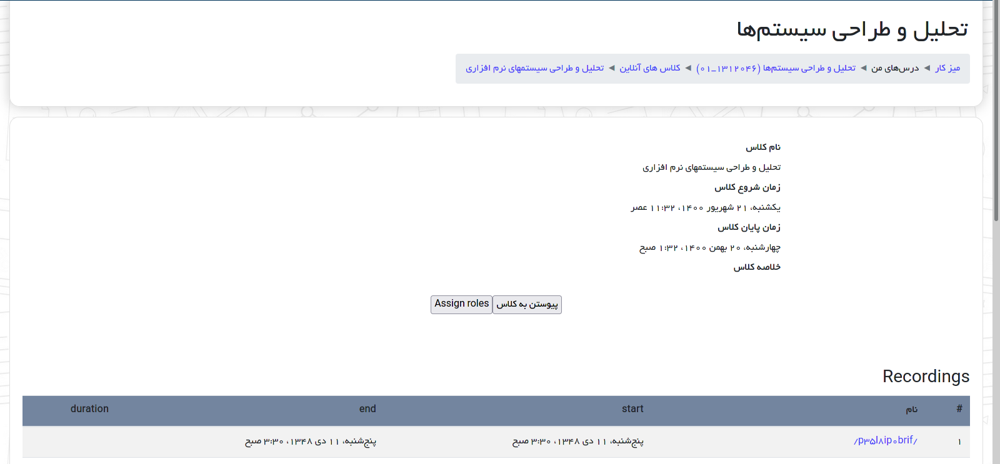 تحلیل و طراحی سیستم‌ها
میز کار ◄ درس‌های من ◄ تحلیل و طراحی سیستم‌ها (۱۳۱۲۰۴۶_۰۱) ◄ کلاس های آنلاین ◄ تحلیل و طراحی سیستمهای نرم افزاری
نام کلاس
تحلیل و طراحی سیستمهای نرم افزاری
زمان شروع کلاس
یکشنبه، ۲۱ شهریور ۱۴۰۰، ۱۱:۳۲ عصر
زمان پایان کلاس
چهارشنبه، ۲۰ بهمن ۱۴۰۰، ۱:۳۲ صبح
خلاصه کلاس
پیوستن به کلاس Assign roles
Recordings
# نام start end duration
۱ /p۳۵l۸ip۰brif/ پنج‌شنبه، ۱۱ دی ۱۳۴۸، ۳:۳۰ صبح پنج‌شنبه، ۱۱ دی ۱۳۴۸، ۳:۳۰ صبح